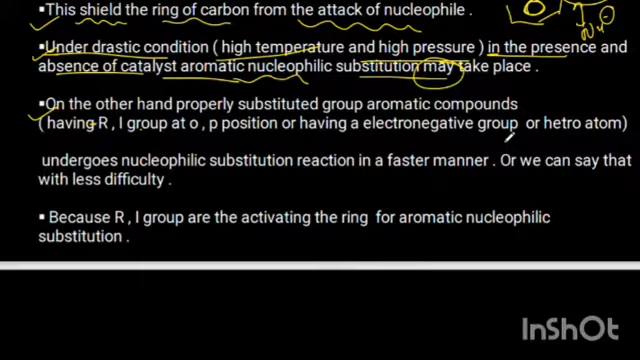 ▪This shield the ring of carbon from the attack of nucleophile .
▪Under drastic condition ( high temperature and high pressure ) in the presence and
absence of catalyst aromatic nucleophilic substitution may take place .
▪On the other hand properly substituted group aromatic compounds
( having R , I group at o , p position or having a electronegative group or hetro atom)
undergoes nucleophilic substitution reaction in a faster manner . Or we can say that
with less difficulty .
▪ Because R , I group are the activating the ring for aromatic nucleophilic
substitution .
InShOt